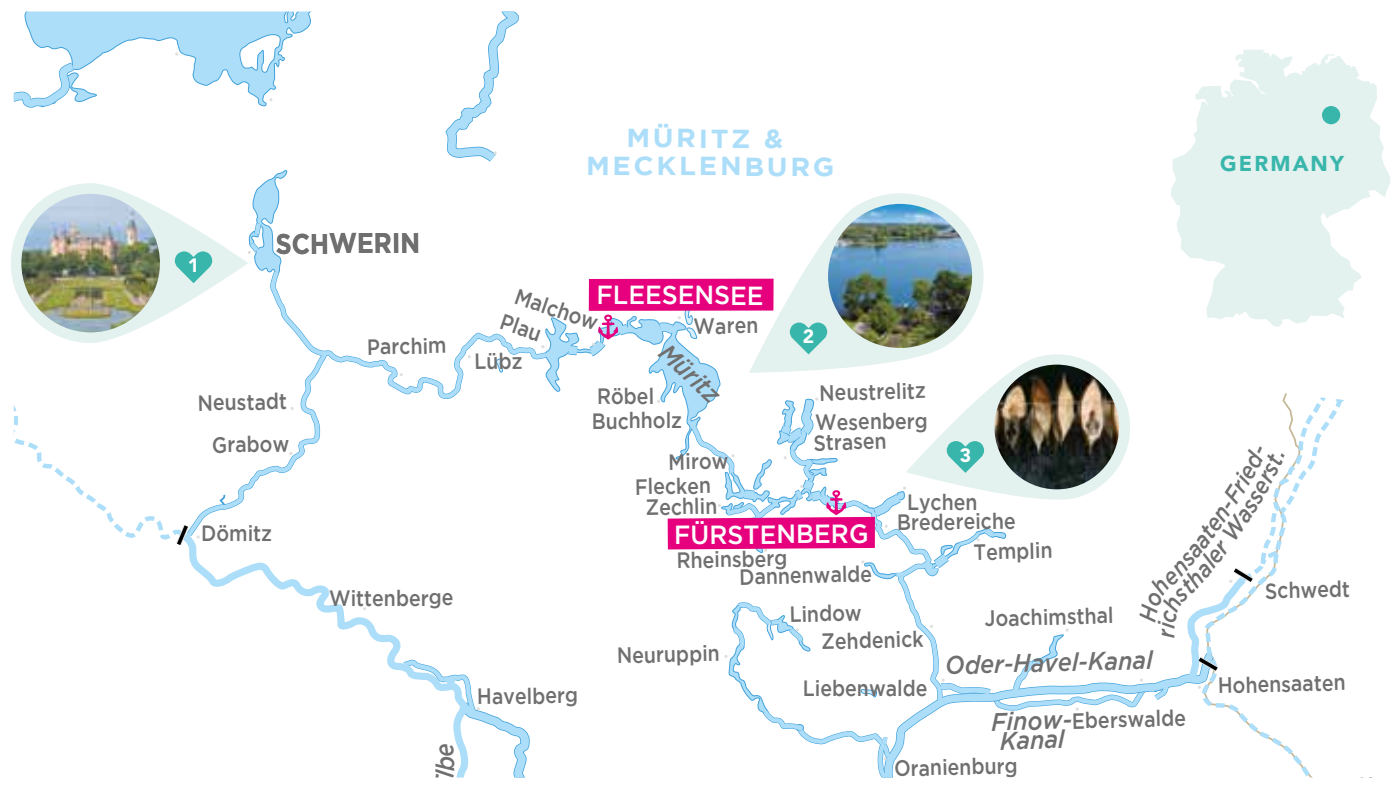 MÜRITZ &
MECKLENBURG
GERMANY
1
SCHWERIN
FLEESENSEE
Malchow
Plau
Waren
2
Parchim
Lübz
Müritz
Röbel
Buchholz
Neustadt
Grabow
Neustrelitz
Wesenberg
Strasen
3
Mirow
Flecken
Zechlin
Lychen
Bredereiche
FÜRSTENBERG
Templin
Rheinsberg
Dannenwalde
Dömitz
Wittenberge
Havelberg
Lindow
Zehdenick
Neuruppin
Liebenwalde
Joachimsthal
Oder-Havel-Kanal
Finow-
Kanal
Eberswalde
Oranienburg
Hohensaaten-Fried-
richsthaler Wasserst.
Schwedt
Hohensaaten
lbe